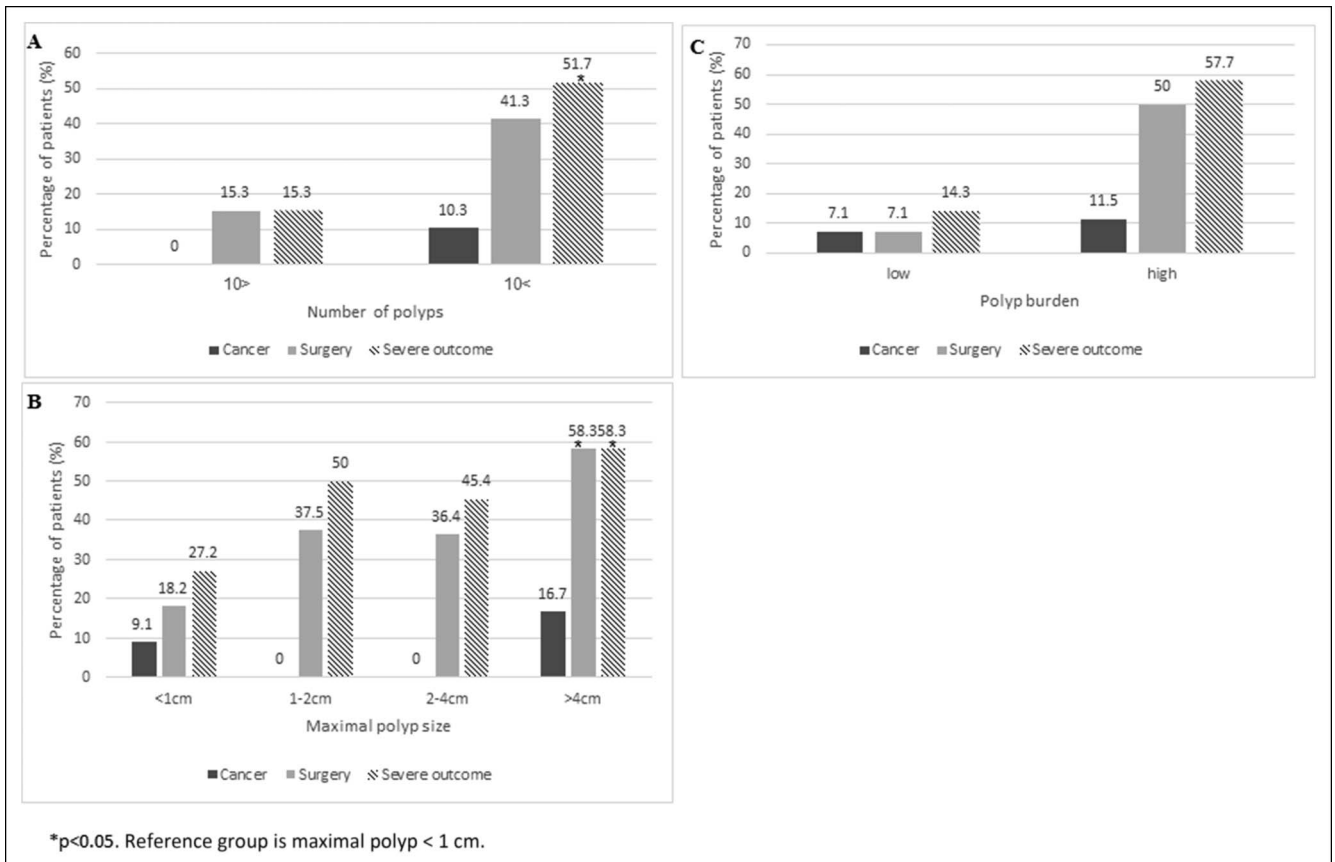 A
Percentage of patients (%)
60
50
40
30
20
10
0
0
15.3
15.3
10.3
41.3
51.7
*
10>
10<
Number of polyps
Cancer
Surgery
Severe outcome
C
Percentage of patients (%)
70
60
50
40
30
20
10
0
7.1
7.1
14.3
11.5
50
57.7
low
high
Polyp burden
Cancer
Surgery
Severe outcome
B
Percentage of patients (%)
70
60
50
40
30
20
10
0
9.1
18.2
27.2
0
37.5
50
0
36.4
45.4
16.7
58.3
58.3
*
*
<1cm
1-2cm
2-4cm
>4cm
Maximal polyp size
Cancer
Surgery
Severe outcome
*p<0.05. Reference group is maximal polyp < 1 cm.